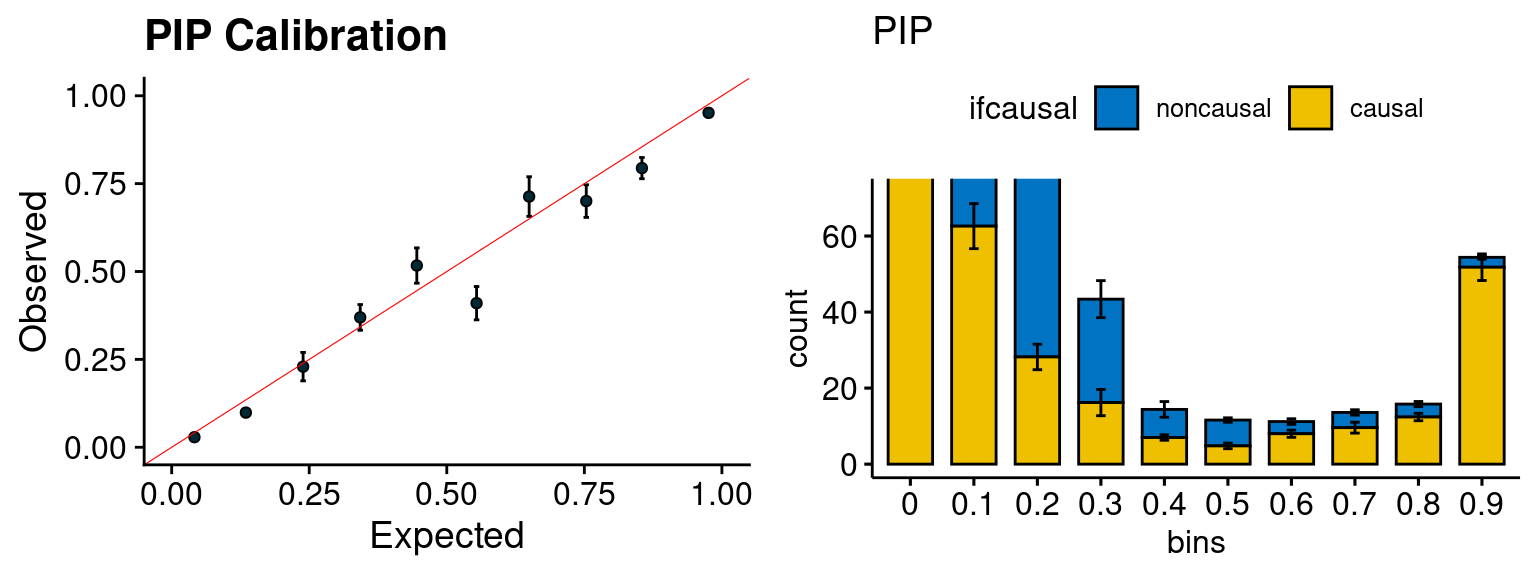 PIP Calibration
1.00
0.75
0.50
0.25
0.00
Observed
0.00 0.25 0.50 0.75 1.00
Expected
PIP
ifcausal noncausal causal
60
40
20
0
count
0 0.1 0.2 0.3 0.4 0.5 0.6 0.7 0.8 0.9
bins